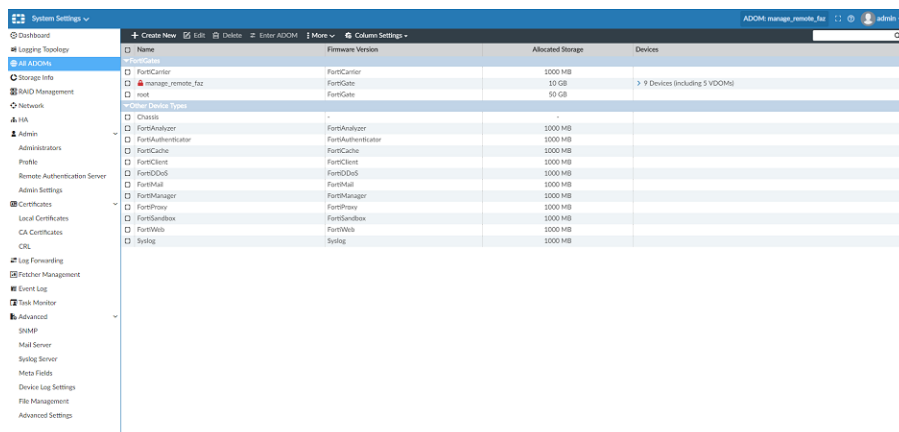 System Settings
ADOM: manage_remote_faz
admin
Dashboard
Logging Topology
All ADOMs
Storage Info
RAID Management
Network
HA
Admin
Administrators
Profile
Remote Authentication Server
Admin Settings
Certificates
Local Certificates
CA Certificates
CRL
Log Forwarding
Fetcher Management
Event Log
Task Monitor
Advanced
SNMP
Mail Server
Syslog Server
Meta Fields
Device Log Settings
File Management
Advanced Settings
Create New Edit Delete Enter ADOM More Column Settings
Name Firmware Version Allocated Storage Devices
FortiGates
FortiCarrier FortiCarrier 1000 MB
manage_remote_faz FortiGate 10 GB > 9 Devices (including 5 VDOMs)
root FortiGate 50 GB
Other Device Types
Chassis - -
FortiAnalyzer FortiAnalyzer 1000 MB
FortiAuthenticator FortiAuthenticator 1000 MB
FortiCache FortiCache 1000 MB
FortiClient FortiClient 1000 MB
FortiDDoS FortiDDoS 1000 MB
FortiMail FortiMail 1000 MB
FortiManager FortiManager 1000 MB
FortiProxy FortiProxy 1000 MB
FortiSandbox FortiSandbox 1000 MB
FortiWeb FortiWeb 1000 MB
Syslog Syslog 1000 MB